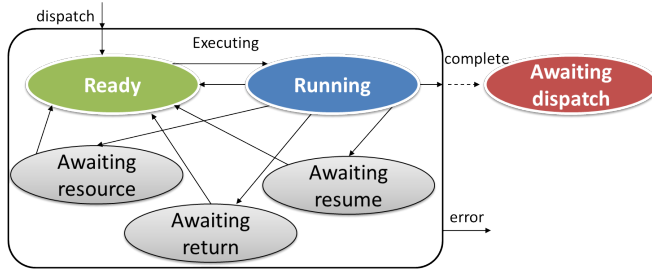 dispatch
Executing
complete
Ready
Running
Awaiting
dispatch
Awaiting
resource
Awaiting
resume
Awaiting
return
error